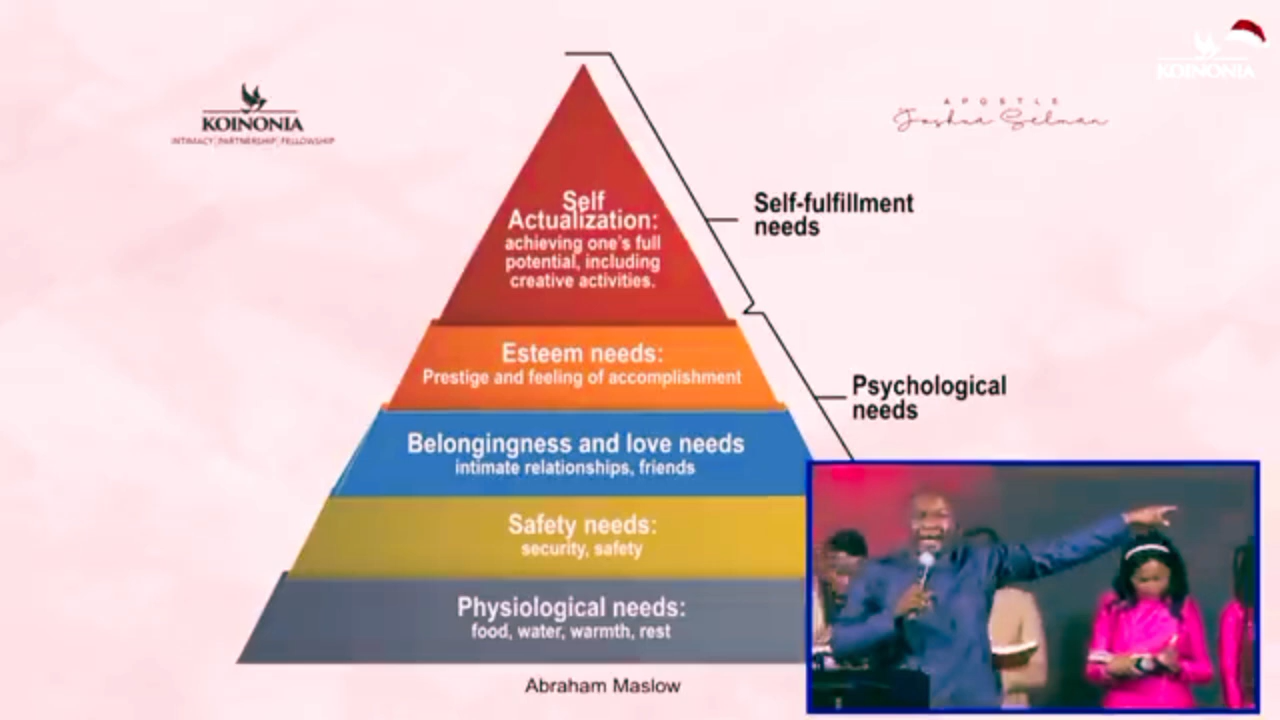 KOINONIA
INTIMACY | PARTNERSHIP | FELLOWSHIP
KOINONIA
APOSTLE
Joshua Selman
Self
Actualization:
achieving one's full
potential, including
creative activities.
Self-fulfillment
needs
Esteem needs:
Prestige and feeling of accomplishment
Psychological
needs
Belongingness and love needs
intimate relationships, friends
Safety needs:
security, safety
Physiological needs:
food, water, warmth, rest
Abraham Maslow